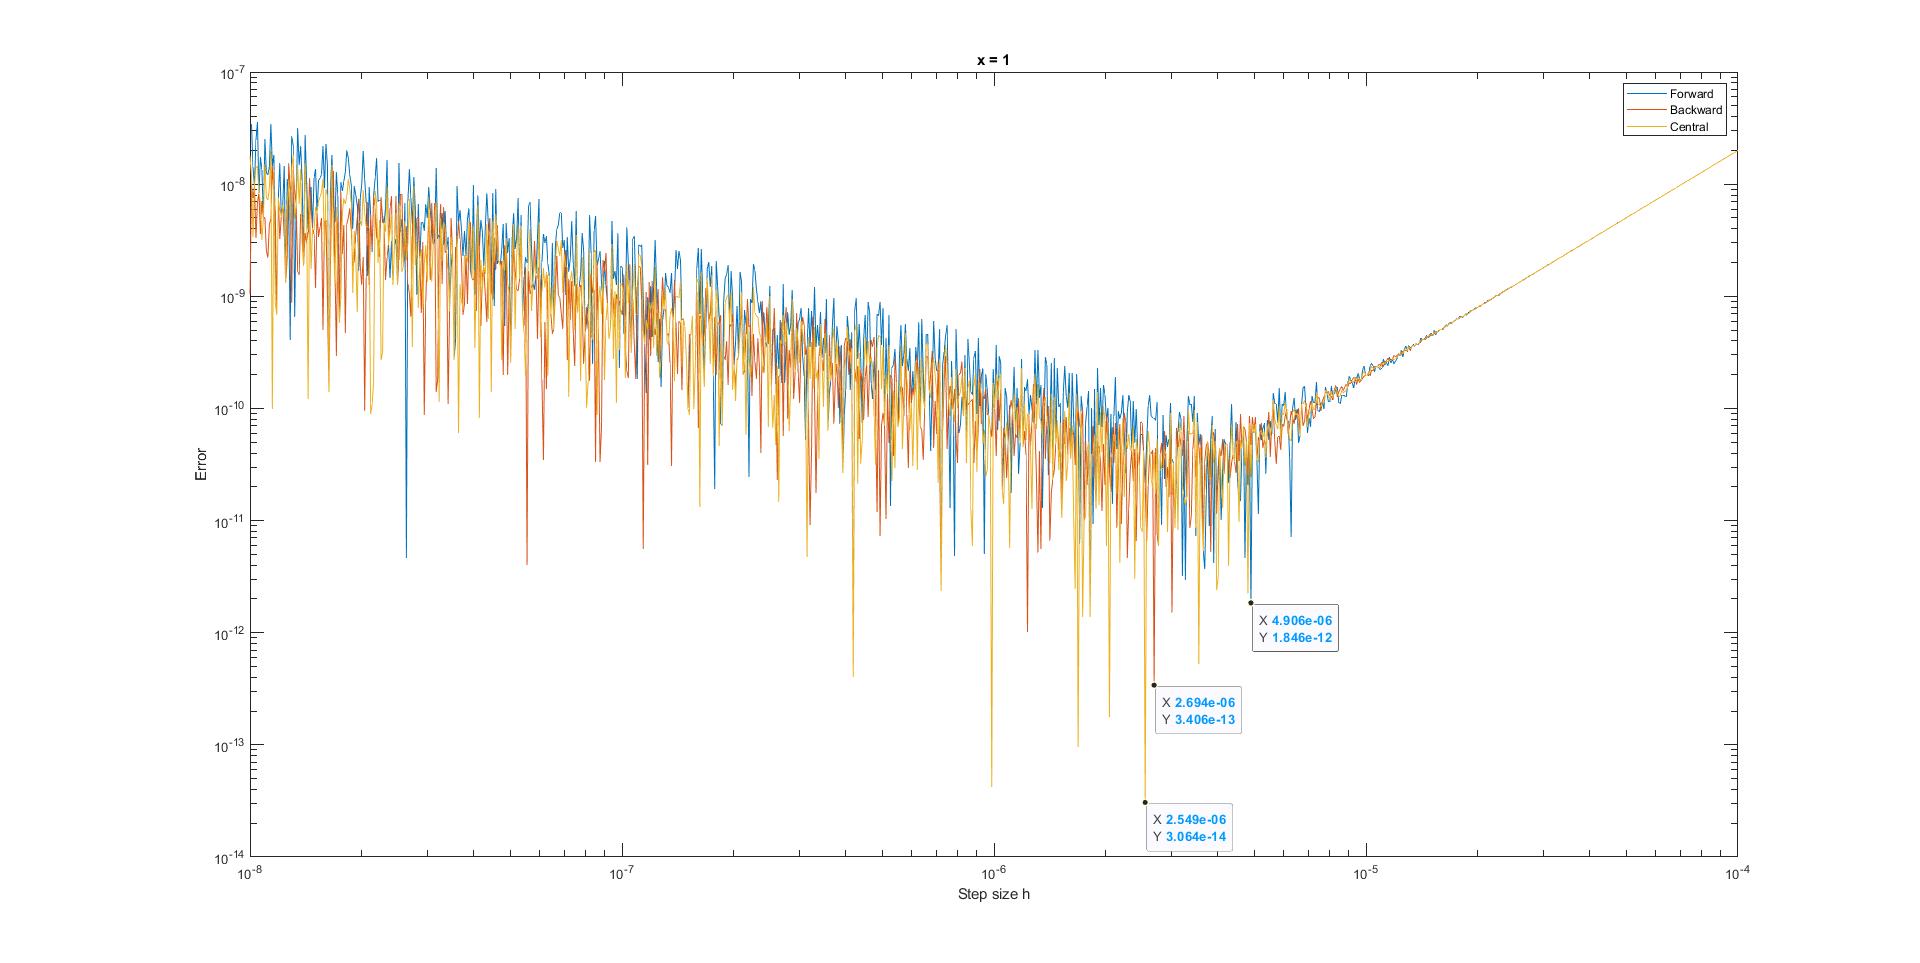 x = 1
Forward
Backward
Central
10-7
10-8
10-9
10-10
10-11
10-12
10-13
10-14
Error
X 4.906e-06
Y 1.846e-12
X 2.694e-06
Y 3.406e-13
X 2.549e-06
Y 3.064e-14
10-8 10-7 10-6 10-5 10-4
Step size h